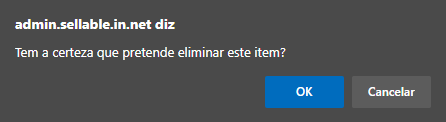 admin.sellable.in.net diz
Tem a certeza que pretende eliminar este item?
OK
Cancelar